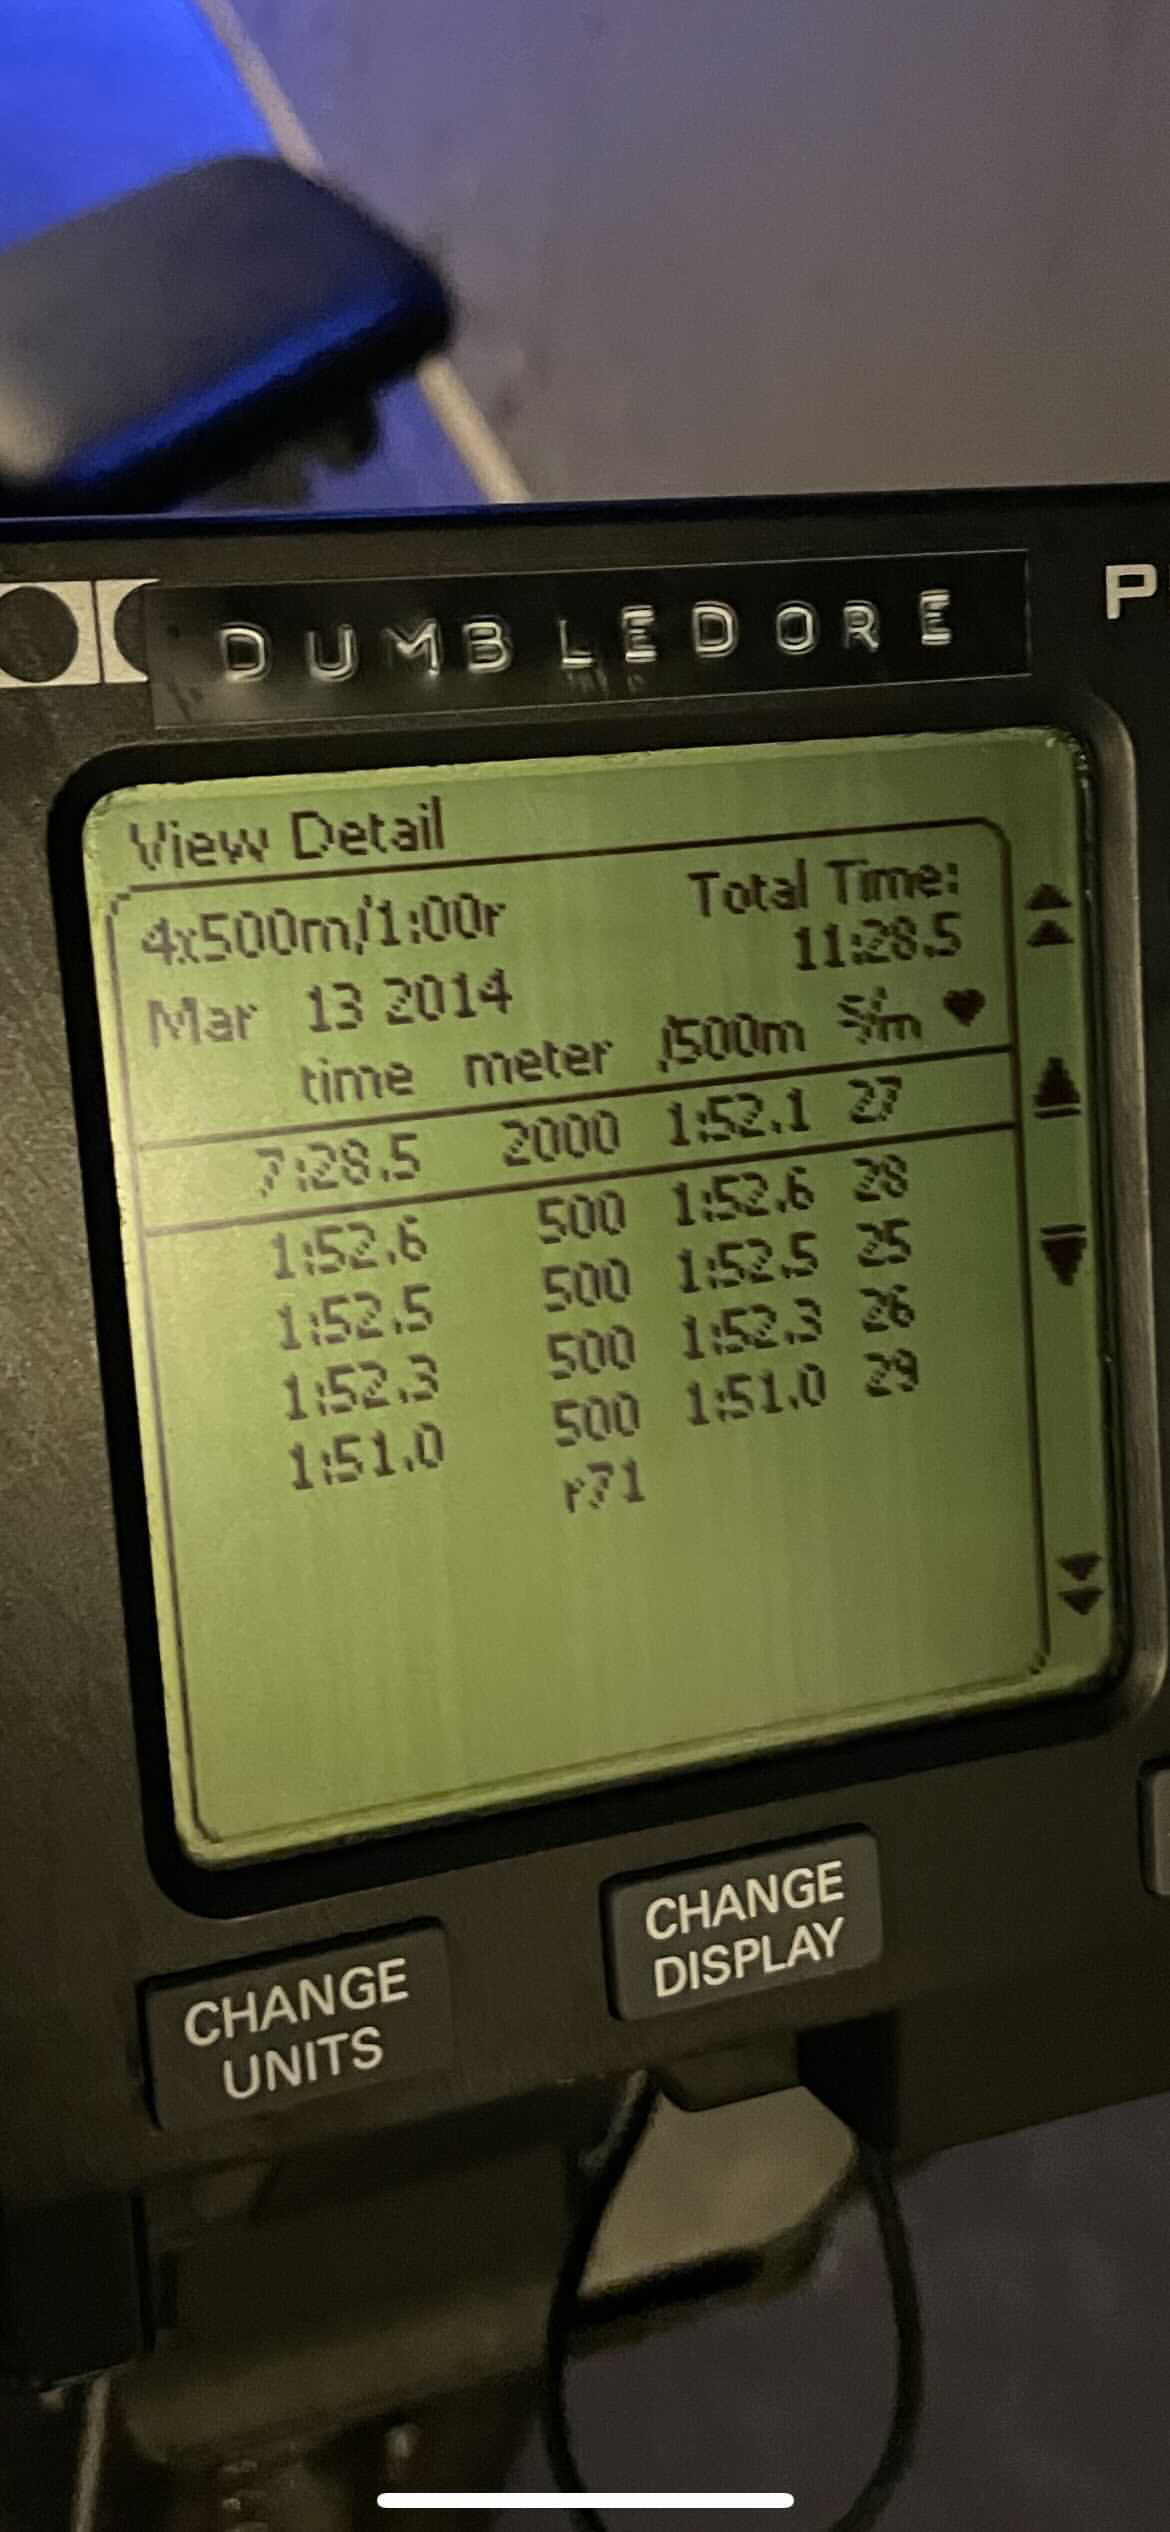 DUMBLEDORE
P
View Detail
4x500m/1:00r Total Time:
11:28.5
Mar 13 2014
time meter /500m s/m ♥
7:28.5 2000 1:52.1 27
1:52.6 500 1:52.6 28
1:52.5 500 1:52.5 25
1:52.3 500 1:52.3 26
1:51.0 500 1:51.0 29
r71
CHANGE
UNITS
CHANGE
DISPLAY